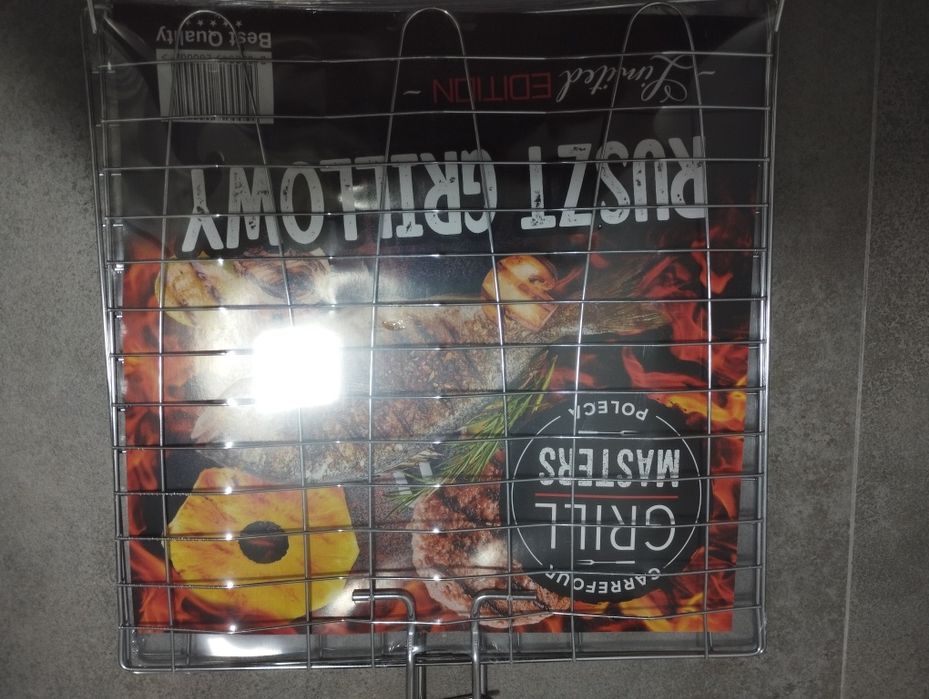 CARREFOUR
GRILL
MASTERS
POLECA
RUSZT GRILLOWY
~ Limited EDITION ~
Best Quality